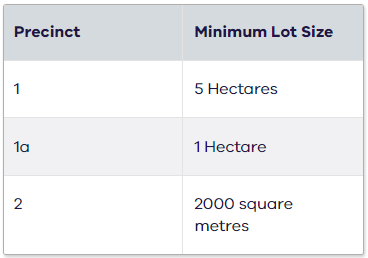 Precinct Minimum Lot Size
1 5 Hectares
1a 1 Hectare
2 2000 square
metres